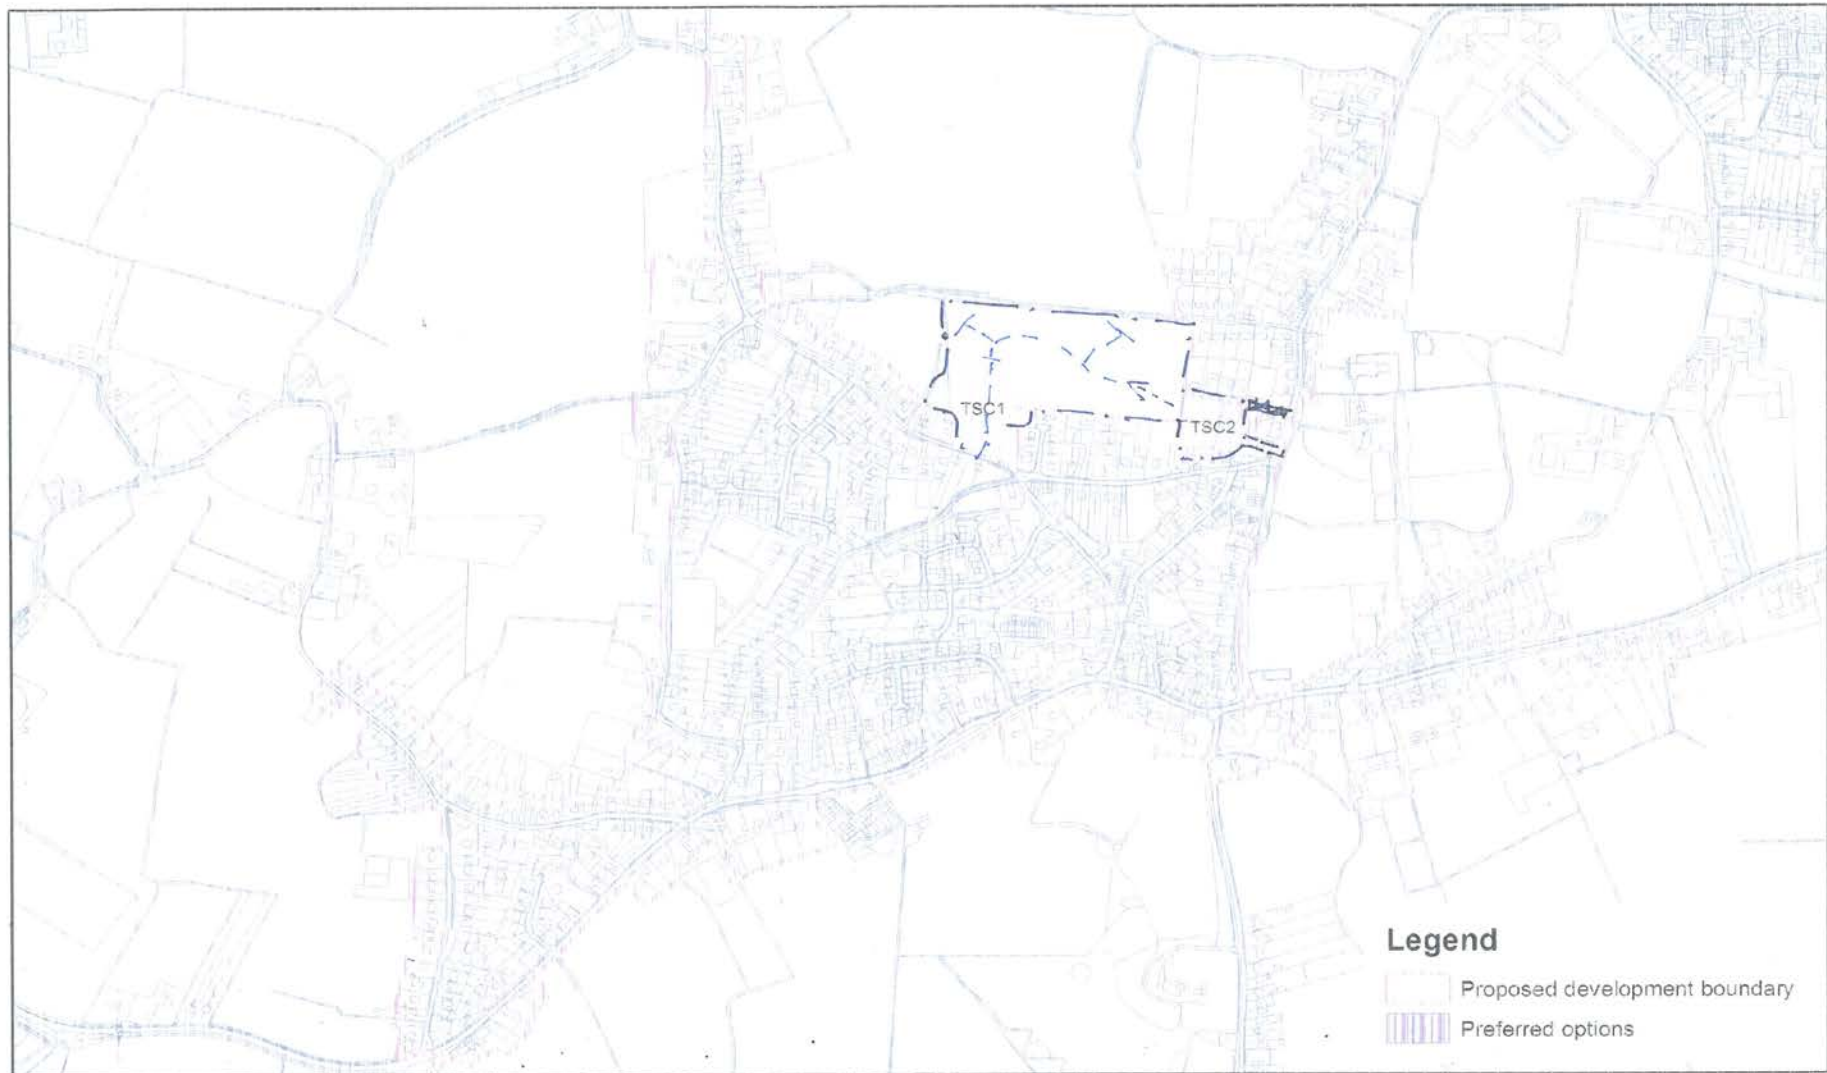 TSC1
TSC2
Legend
Proposed development boundary
Preferred options